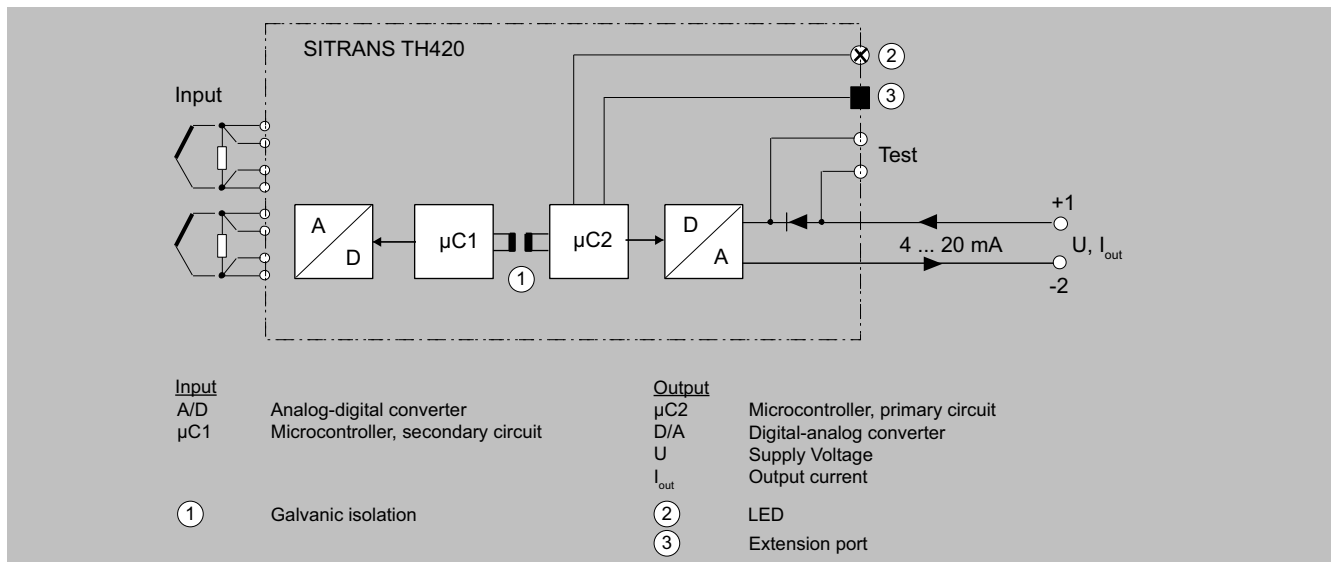 SITRANS TH420
2
Input
3
Test
+1
A
D
µC1
µC2
D
A
4 ... 20 mA
U, Iout
1
-2
Input
A/D Analog-digital converter
µC1 Microcontroller, secondary circuit
1 Galvanic isolation
Output
µC2 Microcontroller, primary circuit
D/A Digital-analog converter
U Supply Voltage
Iout Output current
2 LED
3 Extension port